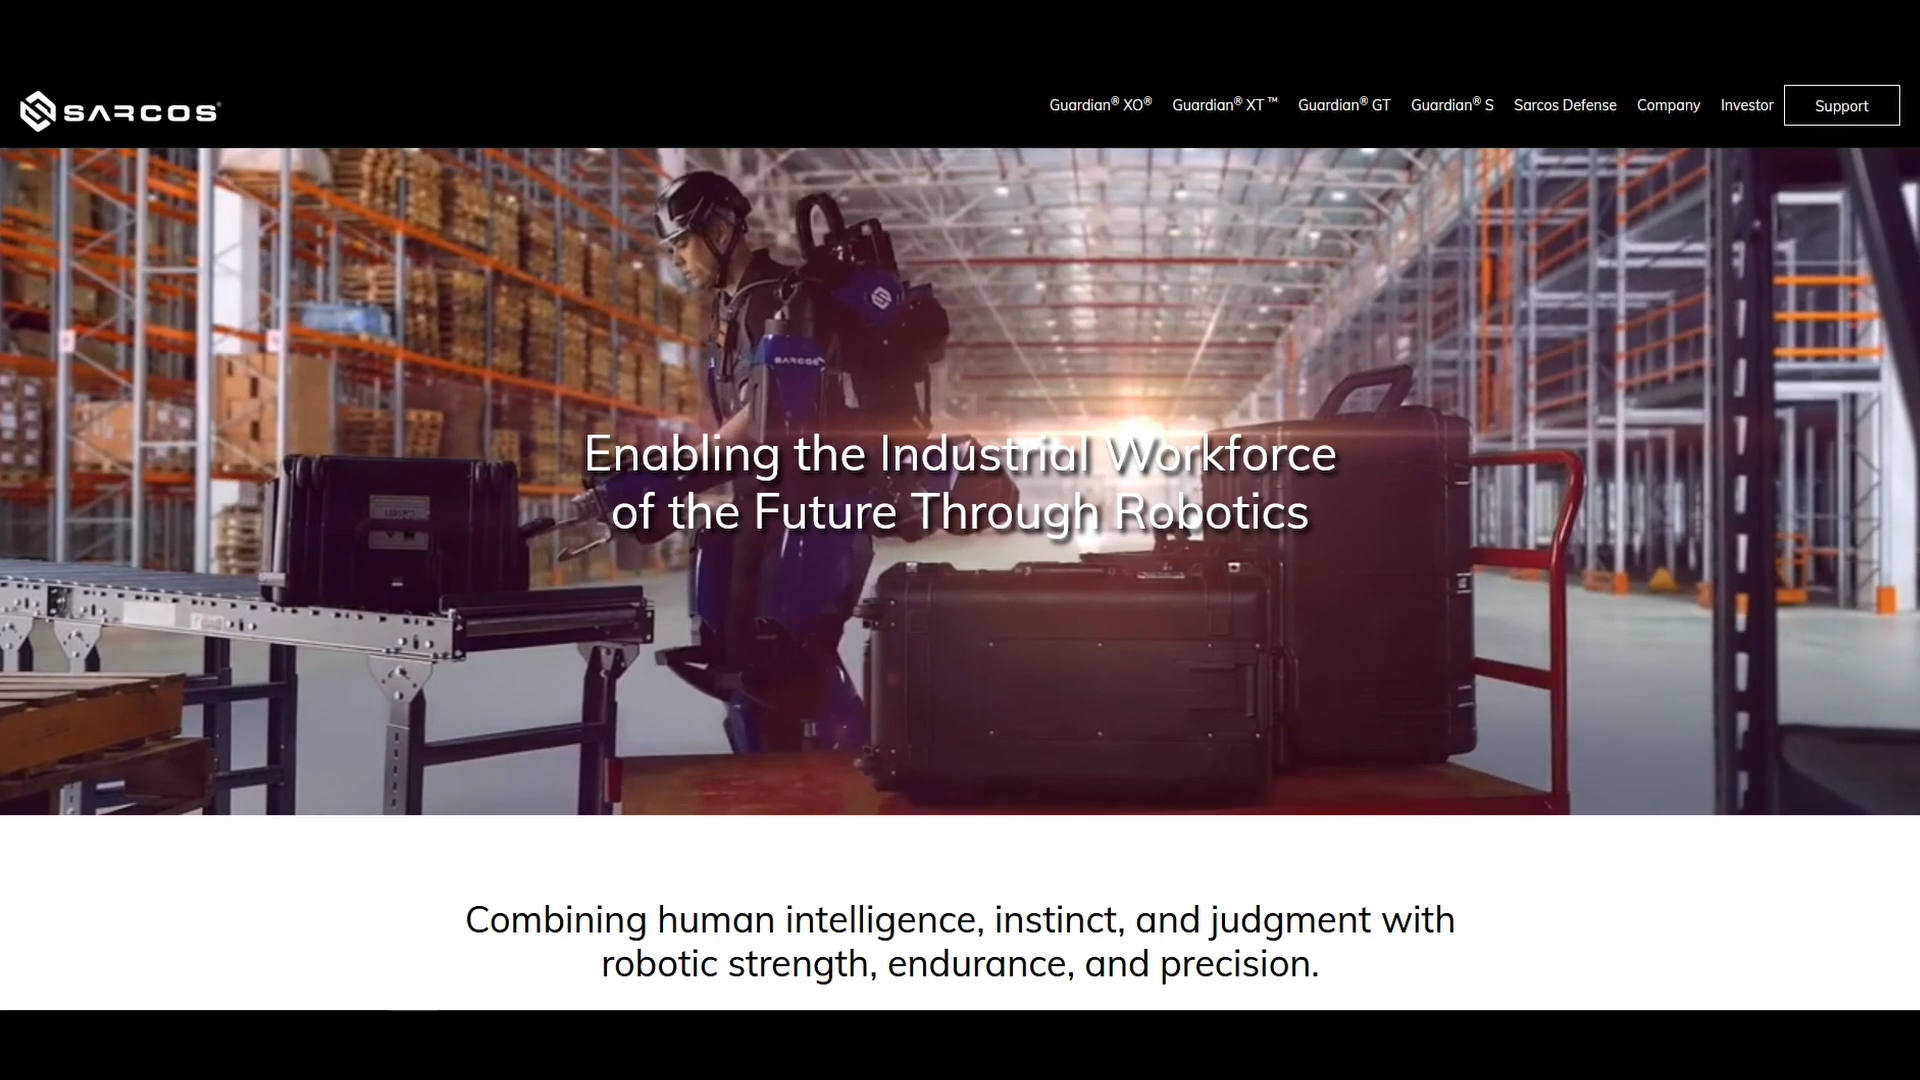 SARCOS®
Guardian® XO® Guardian® XT™ Guardian® GT Guardian® S Sarcos Defense Company Investor Support
SARCOS
Enabling the Industrial Workforce
of the Future Through Robotics
Combining human intelligence, instinct, and judgment with
robotic strength, endurance, and precision.